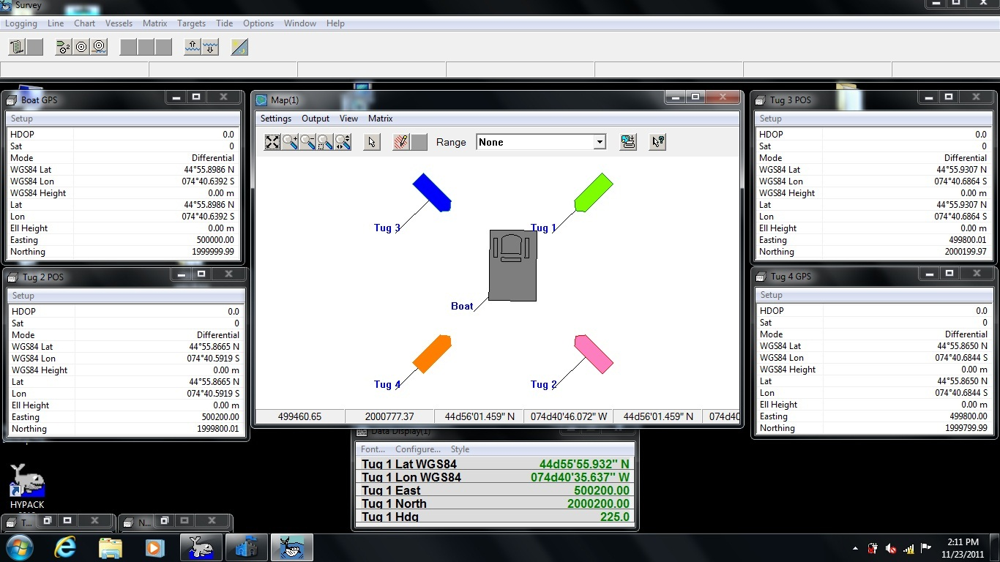 Survey
Logging Line Chart Vessels Matrix Targets Tide Options Window Help
Boat GPS
Setup
HDOP 0.0
Sat 0
Mode Differential
WGS84 Lat 44°55.8986 N
WGS84 Lon 074°40.6392 S
WGS84 Height 0.00 m
Lat 44°55.8986 N
Lon 074°40.6392 S
Ell Height 0.00 m
Easting 500000.00
Northing 1999999.99
Tug 2 POS
Setup
HDOP 0.0
Sat 0
Mode Differential
WGS84 Lat 44°55.8665 N
WGS84 Lon 074°40.5919 S
WGS84 Height 0.00 m
Lat 44°55.8665 N
Lon 074°40.5919 S
Ell Height 0.00 m
Easting 500200.00
Northing 1999800.01
Map(1)
Settings Output View Matrix
Range None
Tug 3
Tug 1
Boat
Tug 4
Tug 2
499460.65 2000777.37 44d56'01.459" N 074d40'46.072" W 44d56'01.459" N 074d40
Tug 3 POS
Setup
HDOP 0.0
Sat 0
Mode Differential
WGS84 Lat 44°55.9307 N
WGS84 Lon 074°40.6864 S
WGS84 Height 0.00 m
Lat 44°55.9307 N
Lon 074°40.6864 S
Ell Height 0.00 m
Easting 499800.01
Northing 2000199.97
Tug 4 GPS
Setup
HDOP 0.0
Sat 0
Mode Differential
WGS84 Lat 44°55.8650 N
WGS84 Lon 074°40.6844 S
WGS84 Height 0.00 m
Lat 44°55.8650 N
Lon 074°40.6844 S
Ell Height 0.00 m
Easting 499800.00
Northing 1999799.99
Data Display(1)
Font... Configure... Style
Tug 1 Lat WGS84 44d55'55.932" N
Tug 1 Lon WGS84 074d40'35.637" W
Tug 1 East 500200.00
Tug 1 North 2000200.00
Tug 1 Hdg 225.0
HYPACK
T...
N...
2:11 PM
11/23/2011